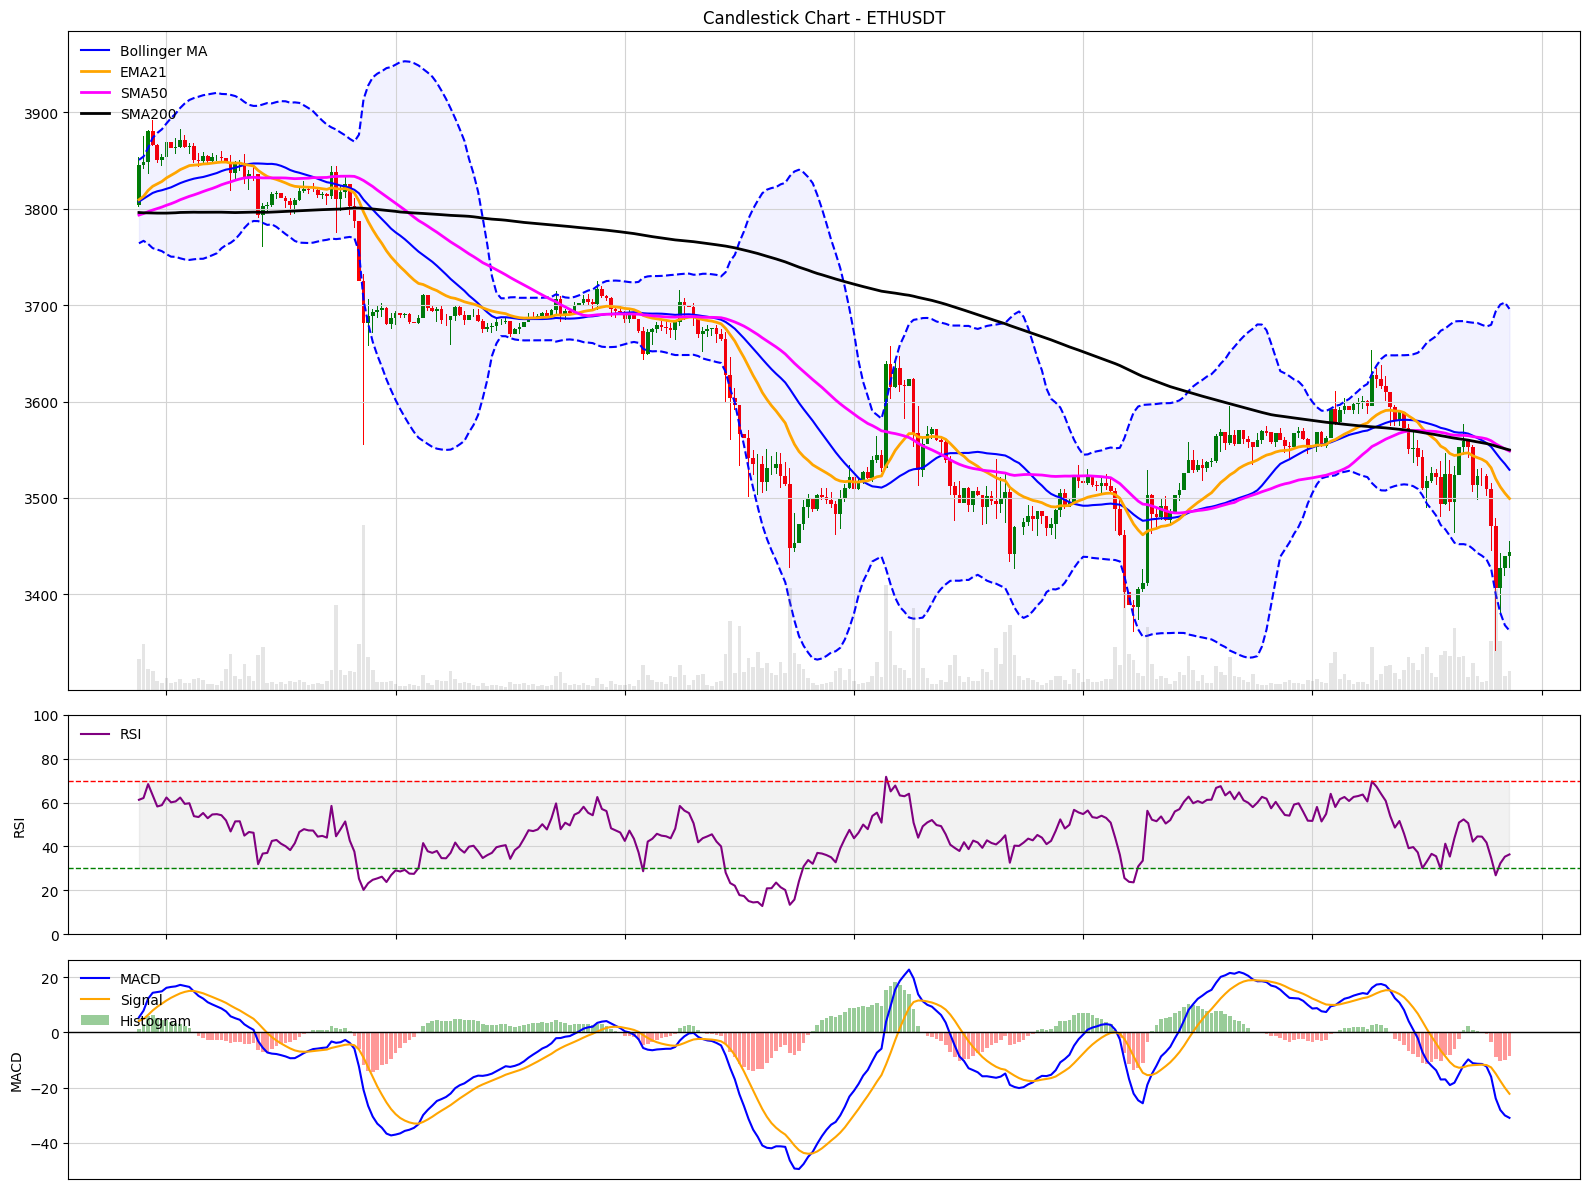 Candlestick Chart - ETHUSDT
Bollinger MA
EMA21
SMA50
SMA200
3900
3800
3700
3600
3500
3400
RSI
100
80
60
40
20
0
RSI
MACD
Signal
Histogram
20
0
−20
−40
MACD